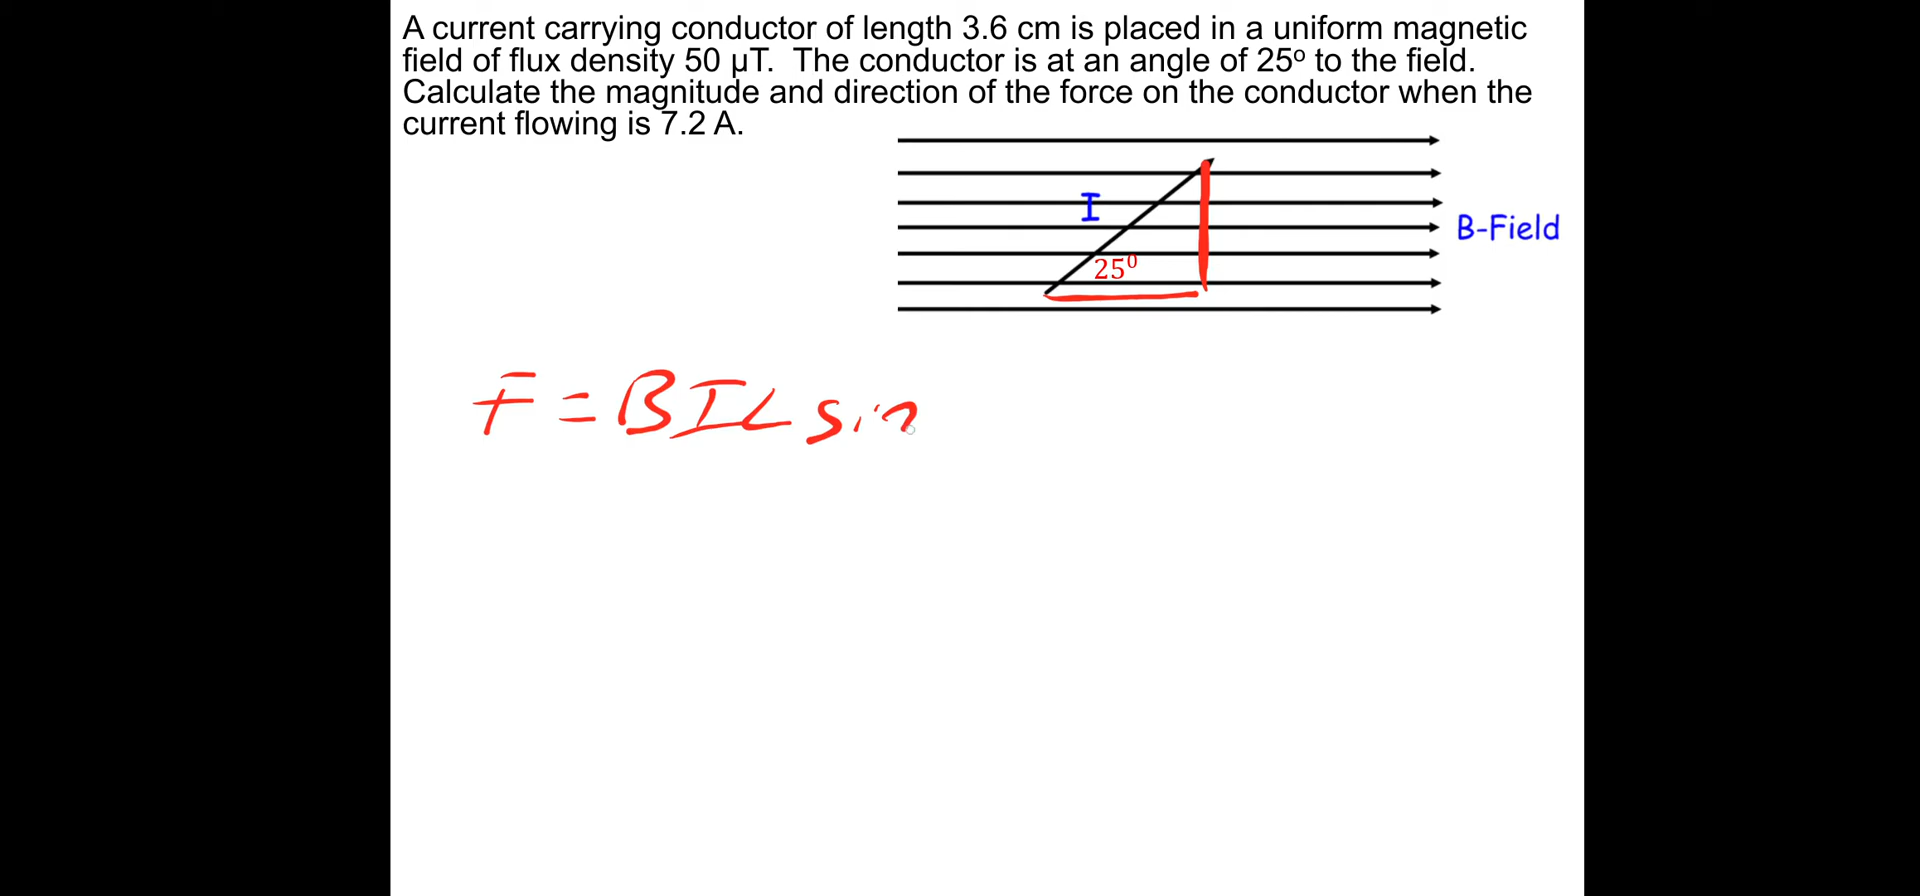 A current carrying conductor of length 3.6 cm is placed in a uniform magnetic
field of flux density 50 μT. The conductor is at an angle of 25º to the field.
Calculate the magnitude and direction of the force on the conductor when the
current flowing is 7.2 A.
I
B-Field
25⁰
F = BIL sin